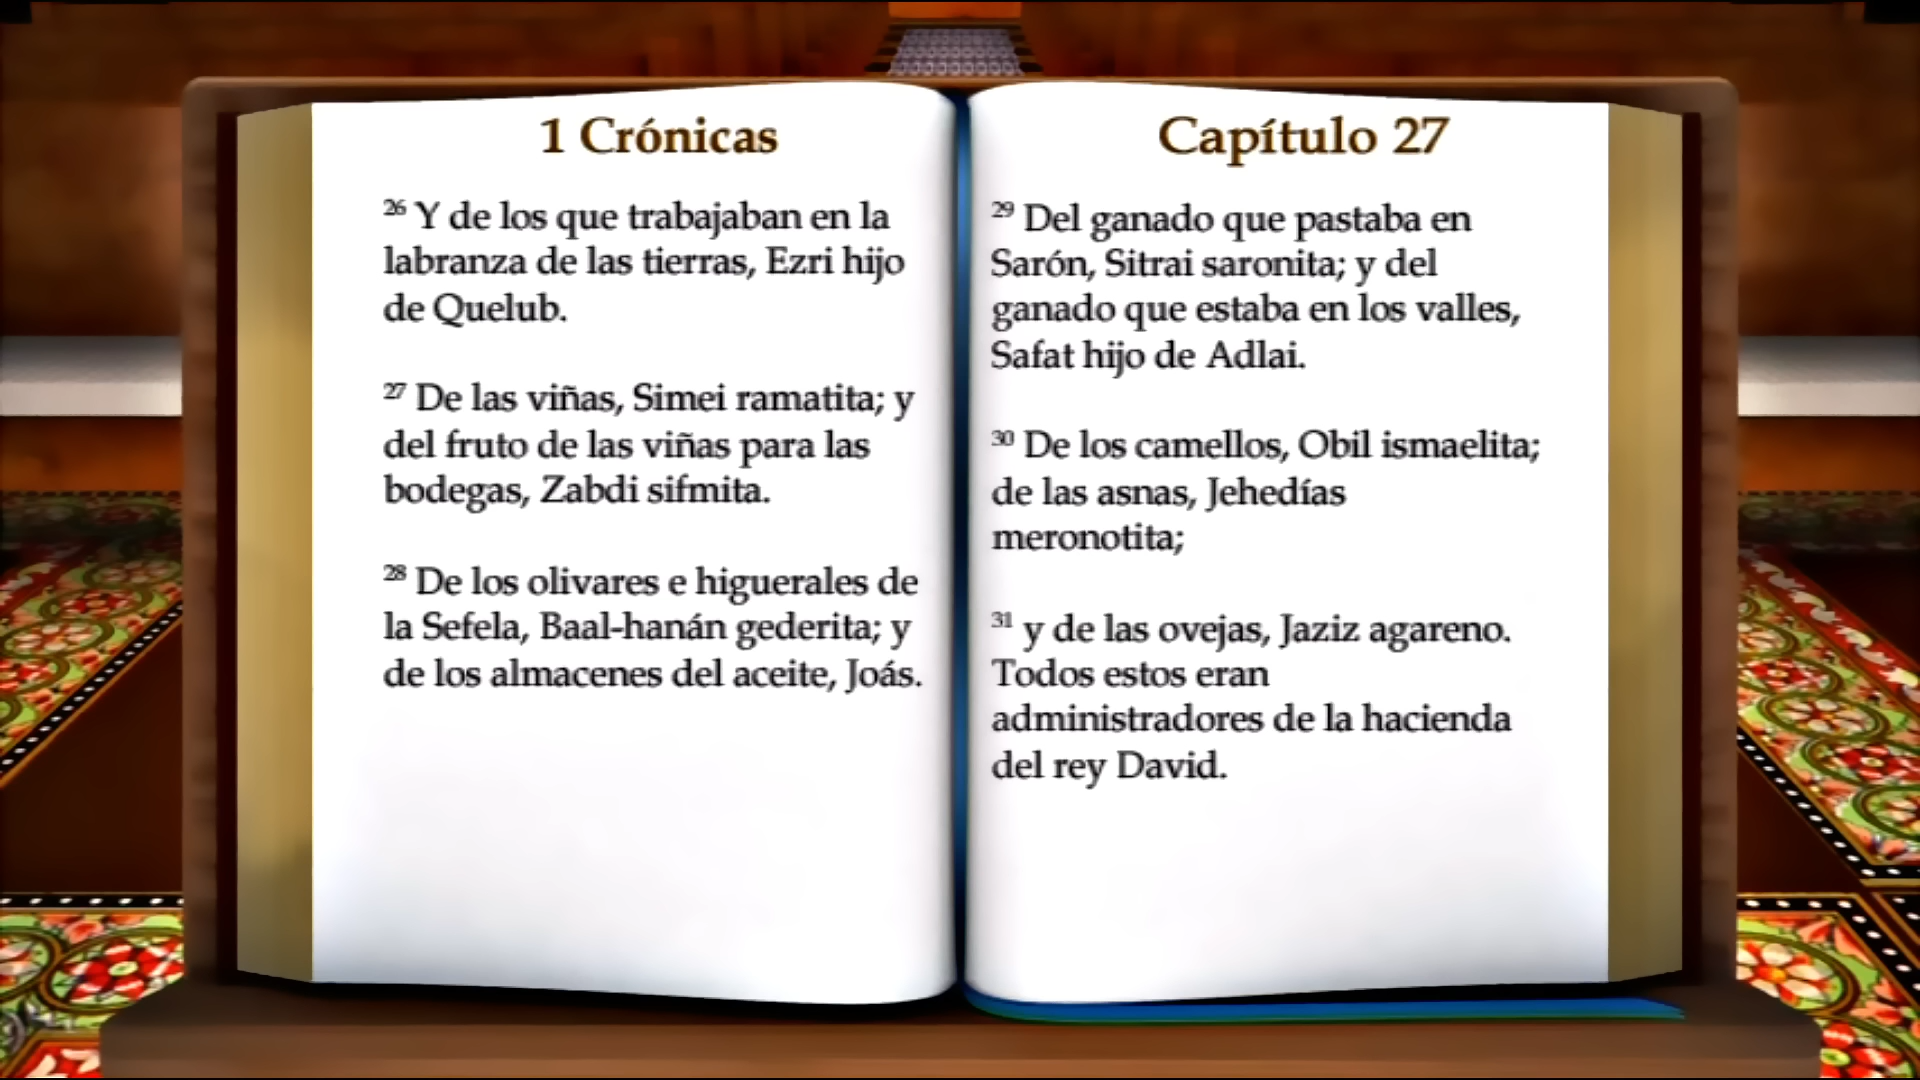 1 Crónicas
26 Y de los que trabajaban en la
labranza de las tierras, Ezri hijo
de Quelub.
27 De las viñas, Simei ramatita; y
del fruto de las viñas para las
bodegas, Zabdi sifmita.
28 De los olivares e higuerales de
la Sefela, Baal-hanán gederita; y
de los almacenes del aceite, Joás.
Capítulo 27
29 Del ganado que pastaba en
Sarón, Sitrai saronita; y del
ganado que estaba en los valles,
Safat hijo de Adlai.
30 De los camellos, Obil ismaelita;
de las asnas, Jehedías
meronotita;
31 y de las ovejas, Jaziz agareno.
Todos estos eran
administradores de la hacienda
del rey David.